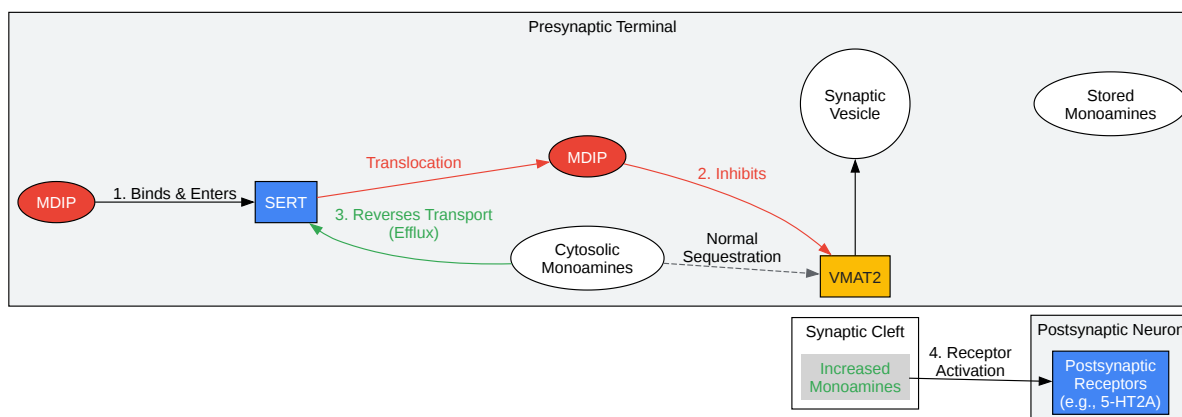 Presynaptic Terminal
Synaptic
Vesicle
Stored
Monoamines
MDIP
Translocation
2. Inhibits
MDIP
1. Binds & Enters
SERT
3. Reverses Transport
(Efflux)
Cytosolic
Monoamines
Normal
Sequestration
VMAT2
Synaptic Cleft
Increased
Monoamines
4. Receptor
Activation
Postsynaptic Neuron
Postsynaptic
Receptors
(e.g., 5-HT2A)